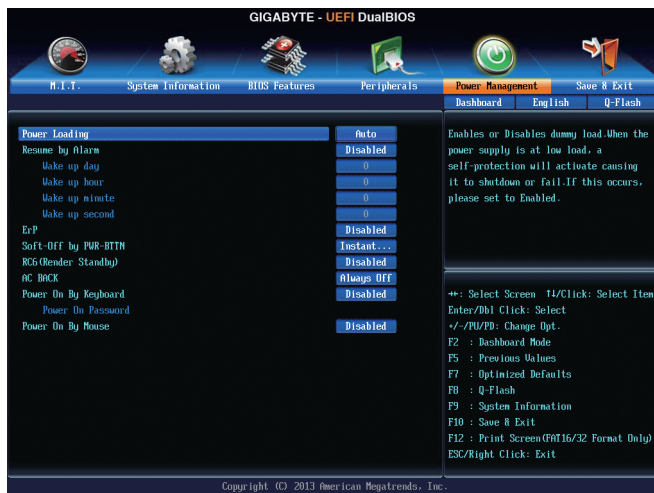 GIGABYTE - UEFI DualBIOS
M.I.T.
System Information
BIOS Features
Peripherals
Power Management
Save & Exit
Dashboard
English
Q-Flash
Power Loading Auto
Resume by Alarm Disabled
Wake up day 0
Wake up hour 0
Wake up minute 0
Wake up second 0
ErP Disabled
Soft-Off by PWR-BTTN Instant...
RC6(Render Standby) Disabled
AC BACK Always Off
Power On By Keyboard Disabled
Power On Password
Power On By Mouse Disabled
Enables or Disables dummy load.When the
power supply is at low load, a
self-protection will activate causing
it to shutdown or fail.If this occurs,
please set to Enabled.
↔: Select Screen ↑↓/Click: Select Item
Enter/Dbl Click: Select
+/-/PU/PD: Change Opt.
F2 : Dashboard Mode
F5 : Previous Values
F7 : Optimized Defaults
F8 : Q-Flash
F9 : System Information
F10 : Save & Exit
F12 : Print Screen(FAT16/32 Format Only)
ESC/Right Click: Exit
Copyright (C) 2013 American Megatrends, Inc.